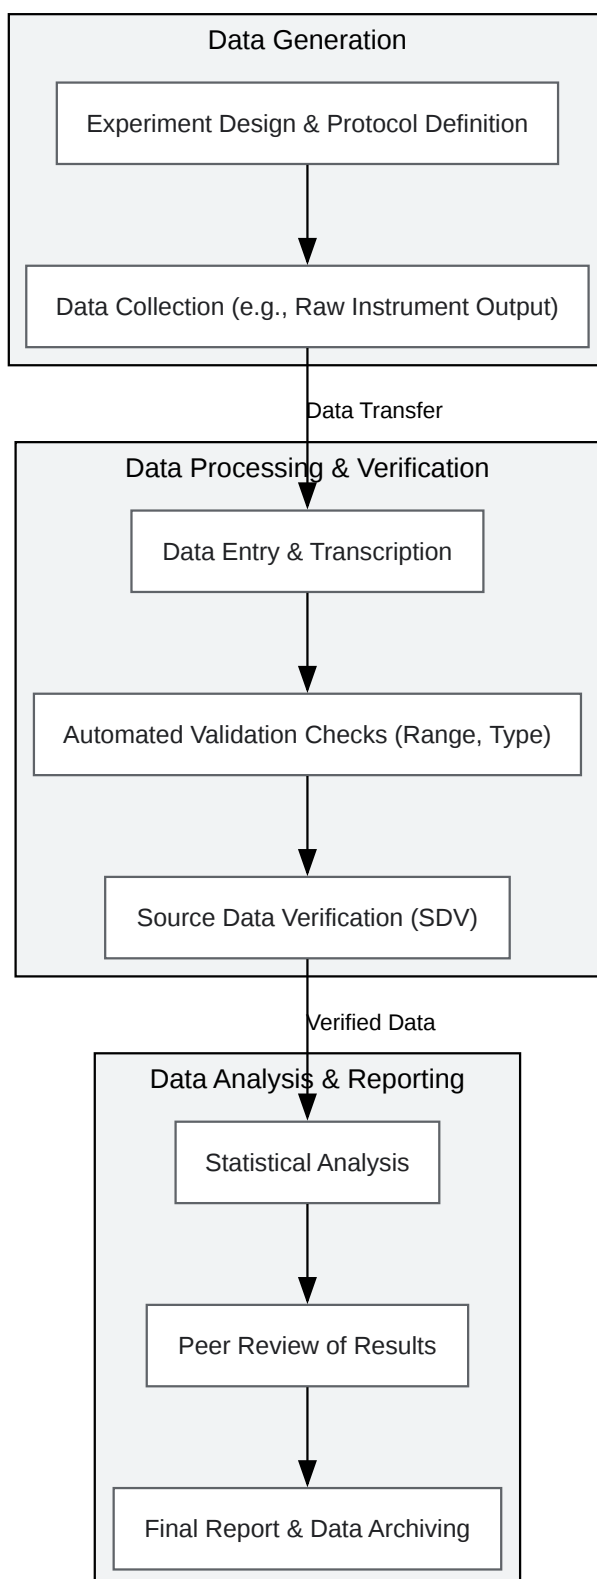 Data Generation
Experiment Design & Protocol Definition
Data Collection (e.g., Raw Instrument Output)
Data Transfer
Data Processing & Verification
Data Entry & Transcription
Automated Validation Checks (Range, Type)
Source Data Verification (SDV)
Verified Data
Data Analysis & Reporting
Statistical Analysis
Peer Review of Results
Final Report & Data Archiving